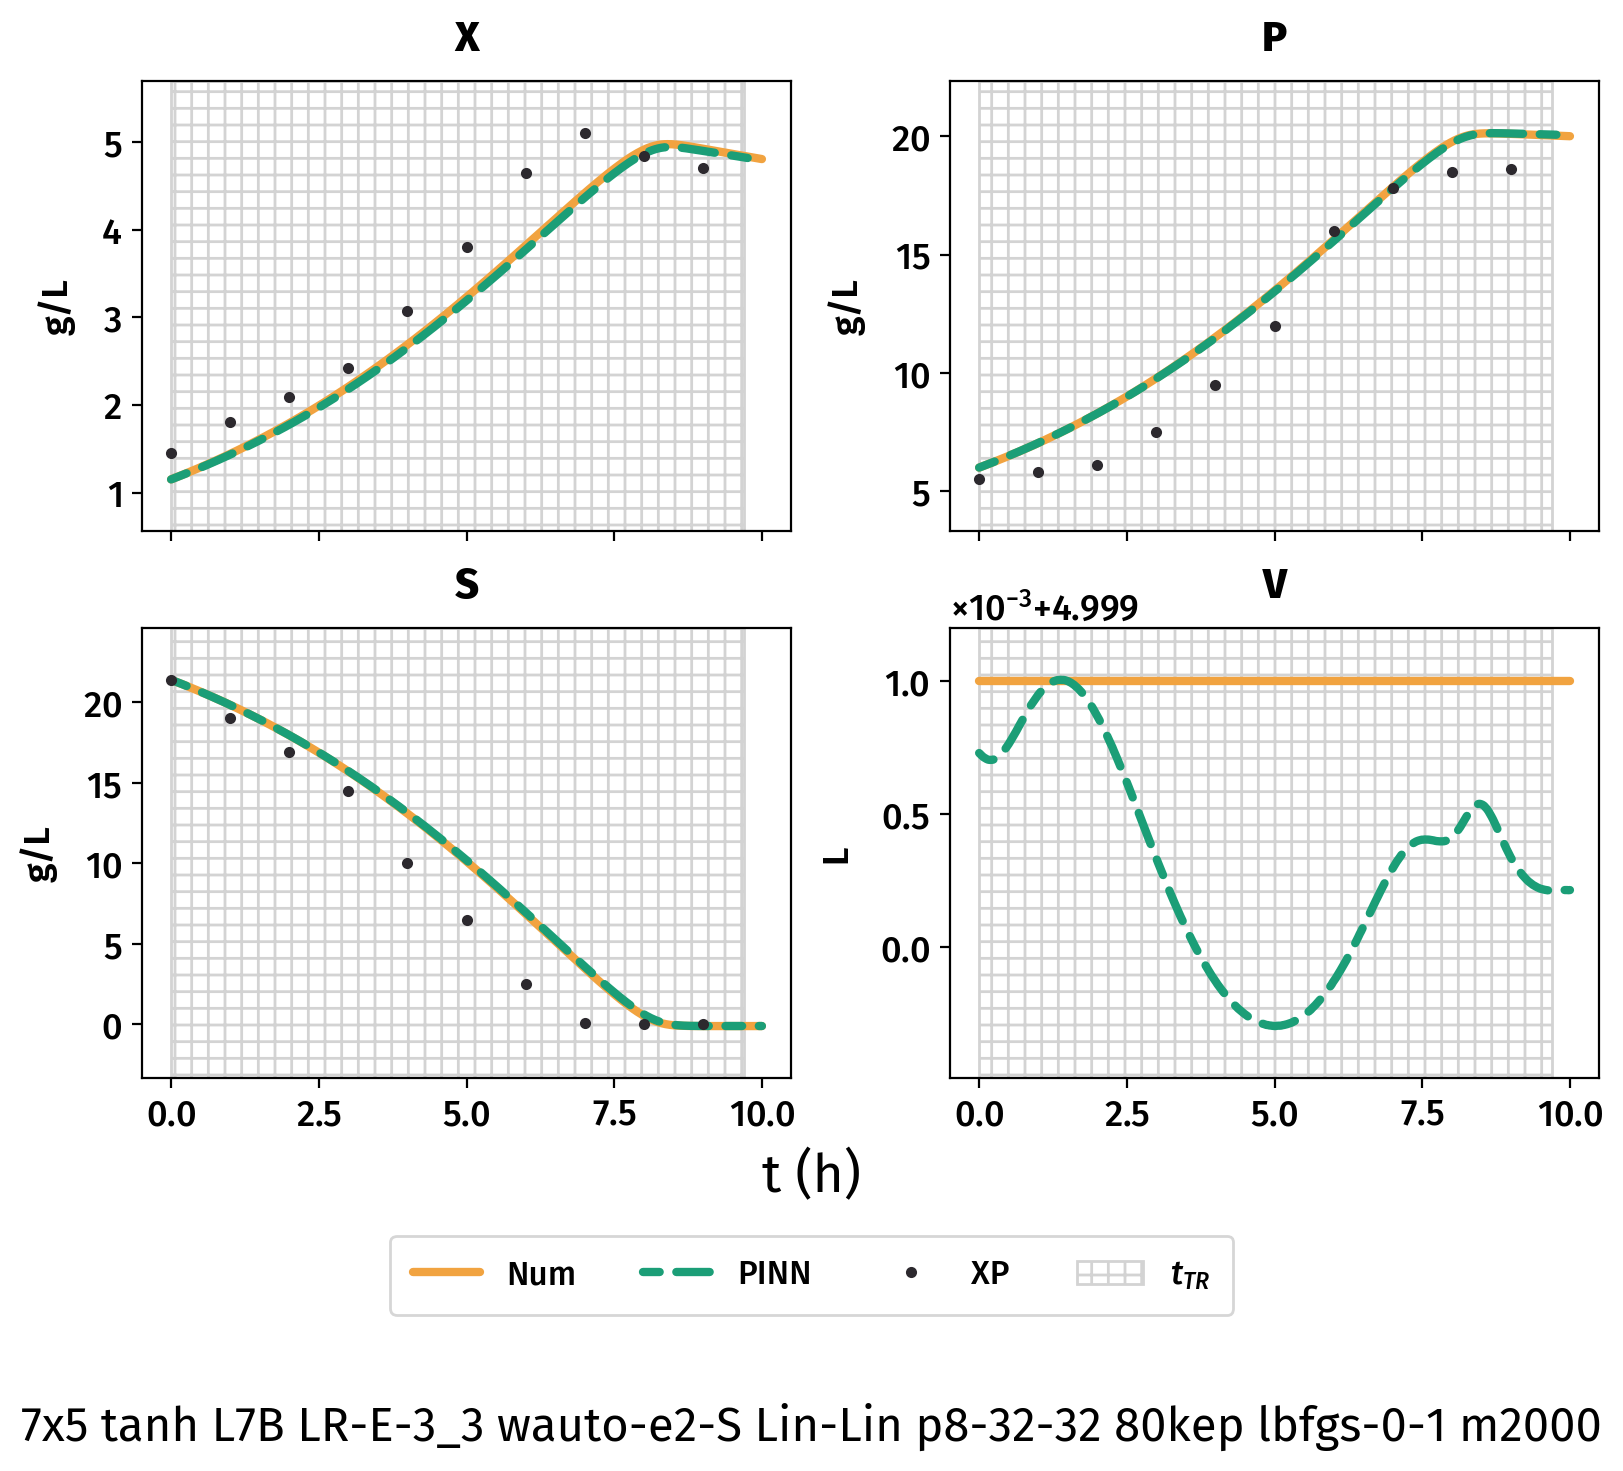 X
P
5
4
3
2
1
g/L
20
15
10
5
g/L
S
V
×10⁻³+4.999
20
15
10
5
0
g/L
1.0
0.5
0.0
L
0.0 2.5 5.0 7.5 10.0
0.0 2.5 5.0 7.5 10.0
t (h)
Num PINN XP t_TR
7x5 tanh L7B LR-E-3_3 wauto-e2-S Lin-Lin p8-32-32 80kep lbfgs-0-1 m2000